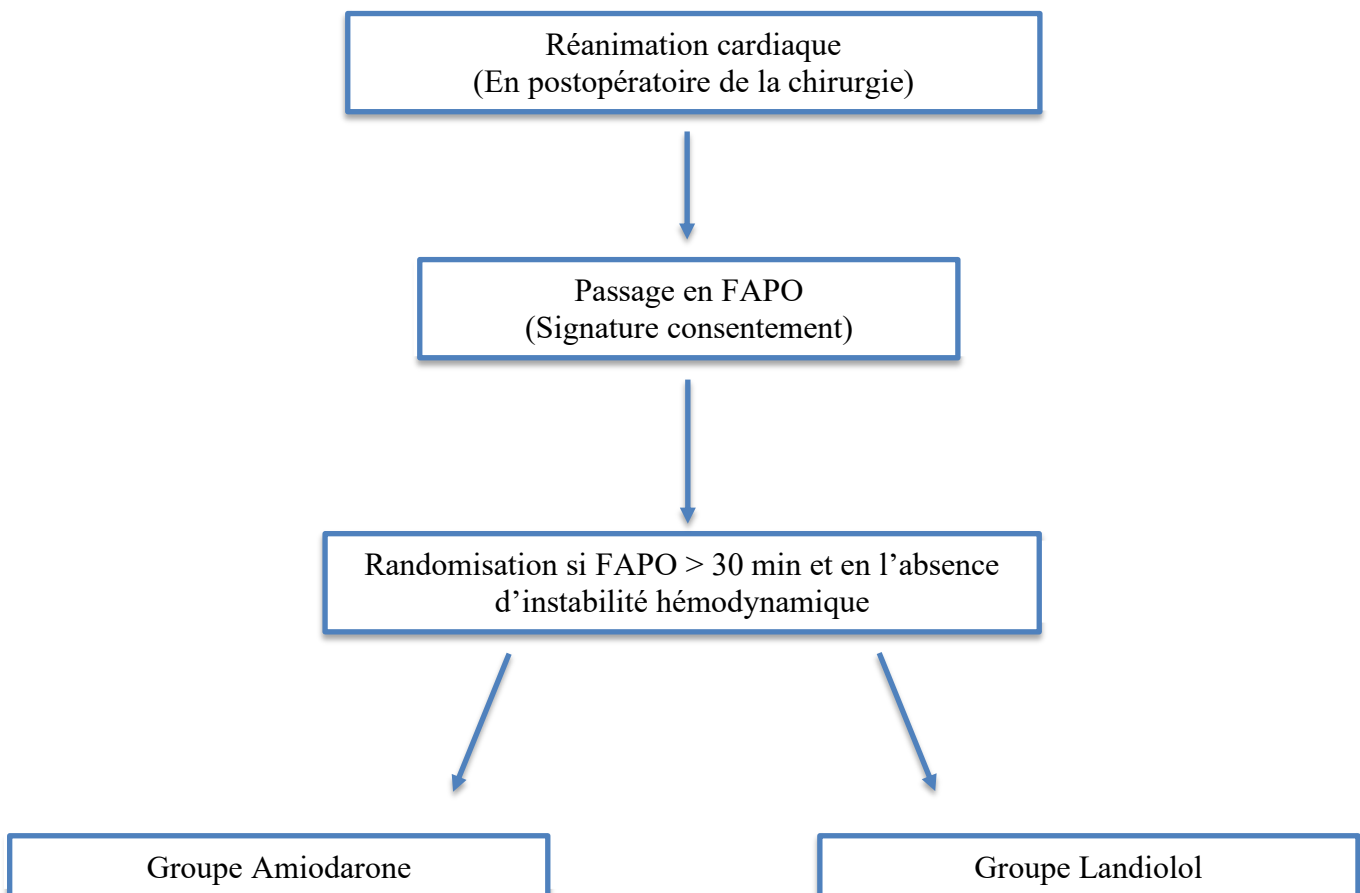 Réanimation cardiaque
(En postopératoire de la chirurgie)
Passage en FAPO
(Signature consentement)
Randomisation si FAPO > 30 min et en l’absence
d’instabilité hémodynamique
Groupe Amiodarone
Groupe Landiolol